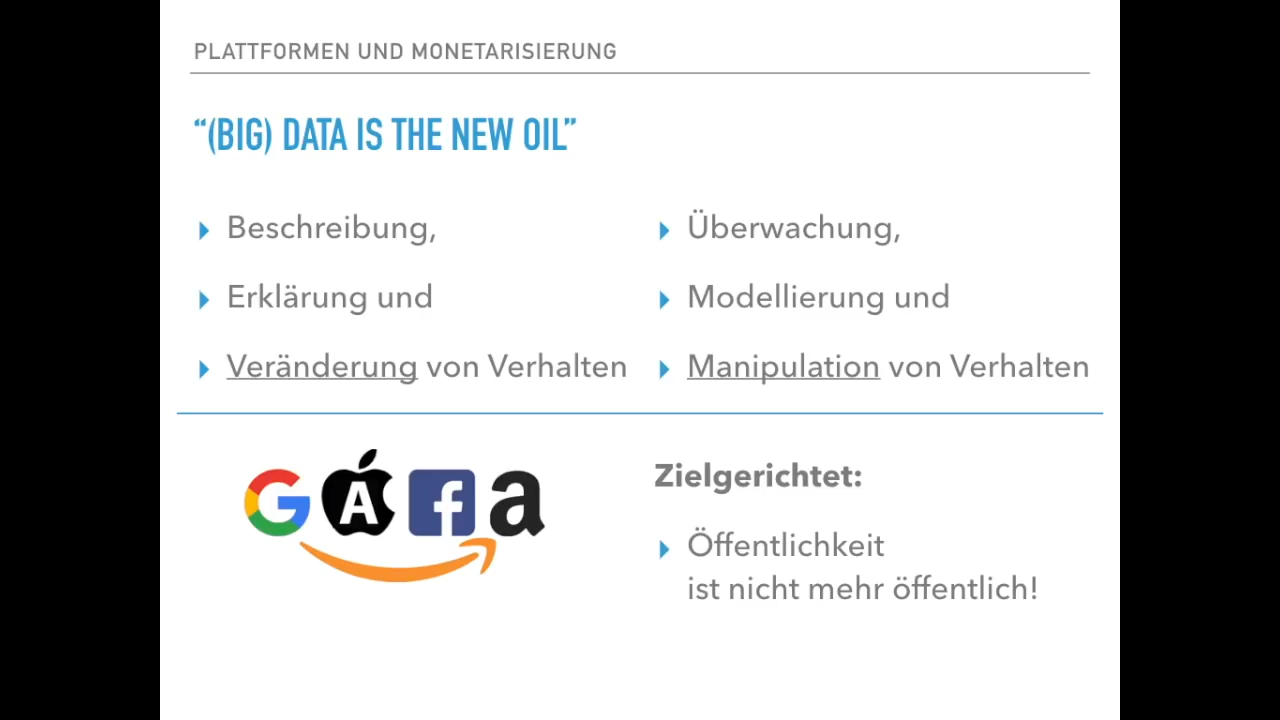 PLATTFORMEN UND MONETARISIERUNG
“(BIG) DATA IS THE NEW OIL”
Beschreibung,
Erklärung und
Veränderung von Verhalten
Überwachung,
Modellierung und
Manipulation von Verhalten
G A f a
Zielgerichtet:
Öffentlichkeit
ist nicht mehr öffentlich!